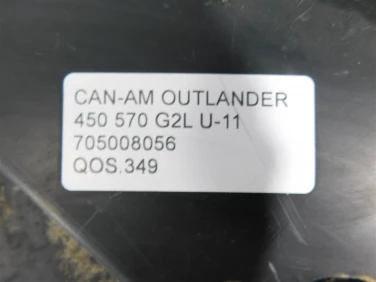 CAN-AM OUTLANDER
450 570 G2L U-11
705008056
QOS.349